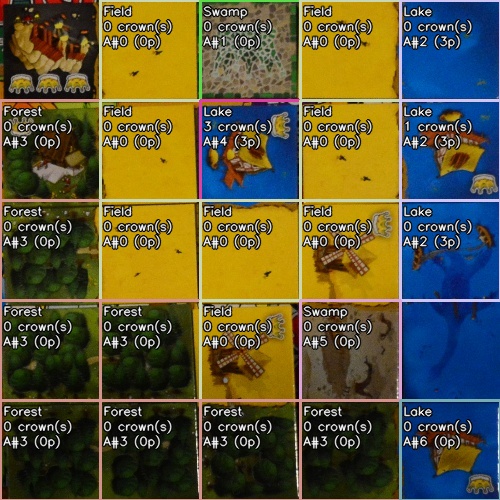 Field
0 crown(s)
A#0 (0p)
Swamp
0 crown(s)
A#1 (0p)
Field
0 crown(s)
A#0 (0p)
Lake
0 crown(s)
A#2 (3p)
Forest
0 crown(s)
A#3 (0p)
Field
0 crown(s)
A#0 (0p)
Lake
3 crown(s)
A#4 (3p)
Field
0 crown(s)
A#0 (0p)
Lake
1 crown(s)
A#2 (3p)
Forest
0 crown(s)
A#3 (0p)
Field
0 crown(s)
A#0 (0p)
Field
0 crown(s)
A#0 (0p)
Field
0 crown(s)
A#0 (0p)
Lake
0 crown(s)
A#2 (3p)
Forest
0 crown(s)
A#3 (0p)
Forest
0 crown(s)
A#3 (0p)
Field
0 crown(s)
A#0 (0p)
Swamp
0 crown(s)
A#5 (0p)
Forest
0 crown(s)
A#3 (0p)
Forest
0 crown(s)
A#3 (0p)
Forest
0 crown(s)
A#3 (0p)
Forest
0 crown(s)
A#3 (0p)
Lake
0 crown(s)
A#6 (0p)